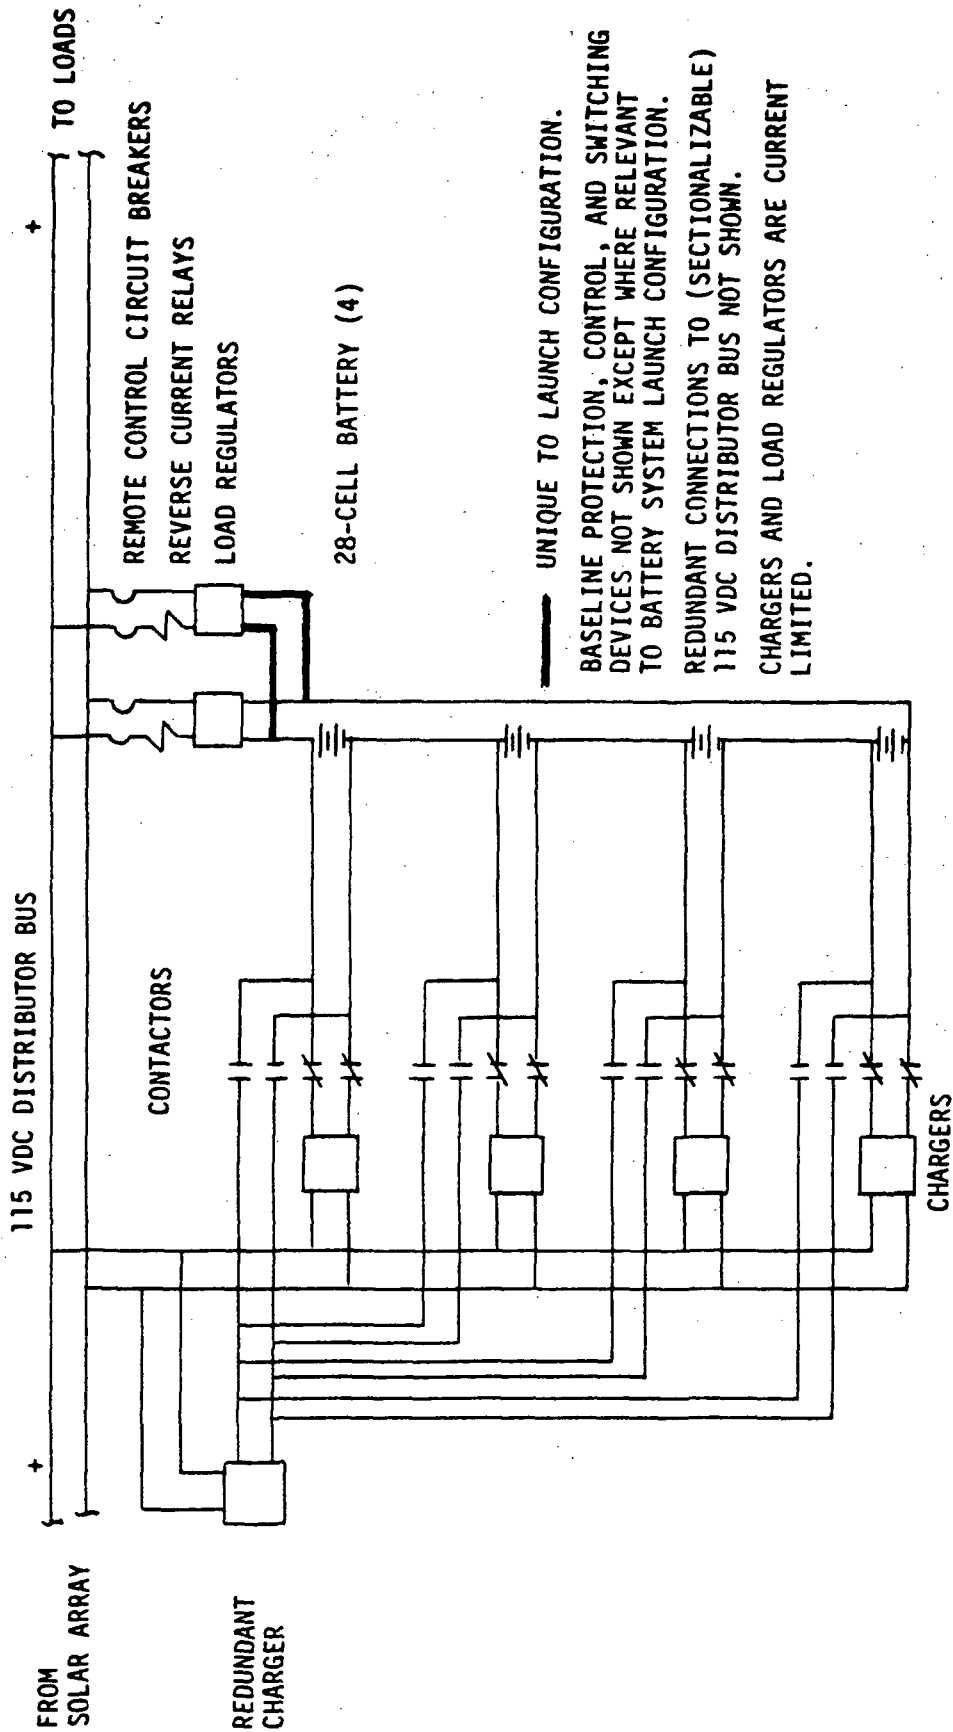 FROM
SOLAR ARRAY
+
115 VDC DISTRIBUTOR BUS
+
TO LOADS
REDUNDANT
CHARGER
CONTACTORS
CHARGERS
REMOTE CONTROL CIRCUIT BREAKERS
REVERSE CURRENT RELAYS
LOAD REGULATORS
28-CELL BATTERY (4)
UNIQUE TO LAUNCH CONFIGURATION.
BASELINE PROTECTION, CONTROL, AND SWITCHING
DEVICES NOT SHOWN EXCEPT WHERE RELEVANT
TO BATTERY SYSTEM LAUNCH CONFIGURATION.
REDUNDANT CONNECTIONS TO (SECTIONALIZABLE)
115 VDC DISTRIBUTOR BUS NOT SHOWN.
CHARGERS AND LOAD REGULATORS ARE CURRENT
LIMITED.